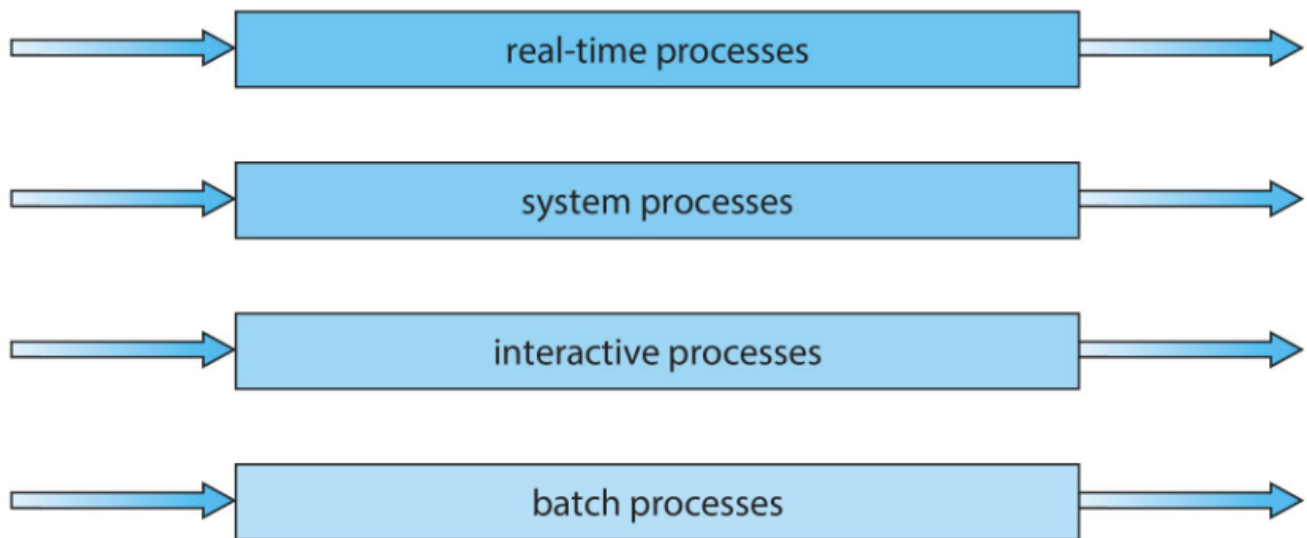 real-time processes
system processes
interactive processes
batch processes